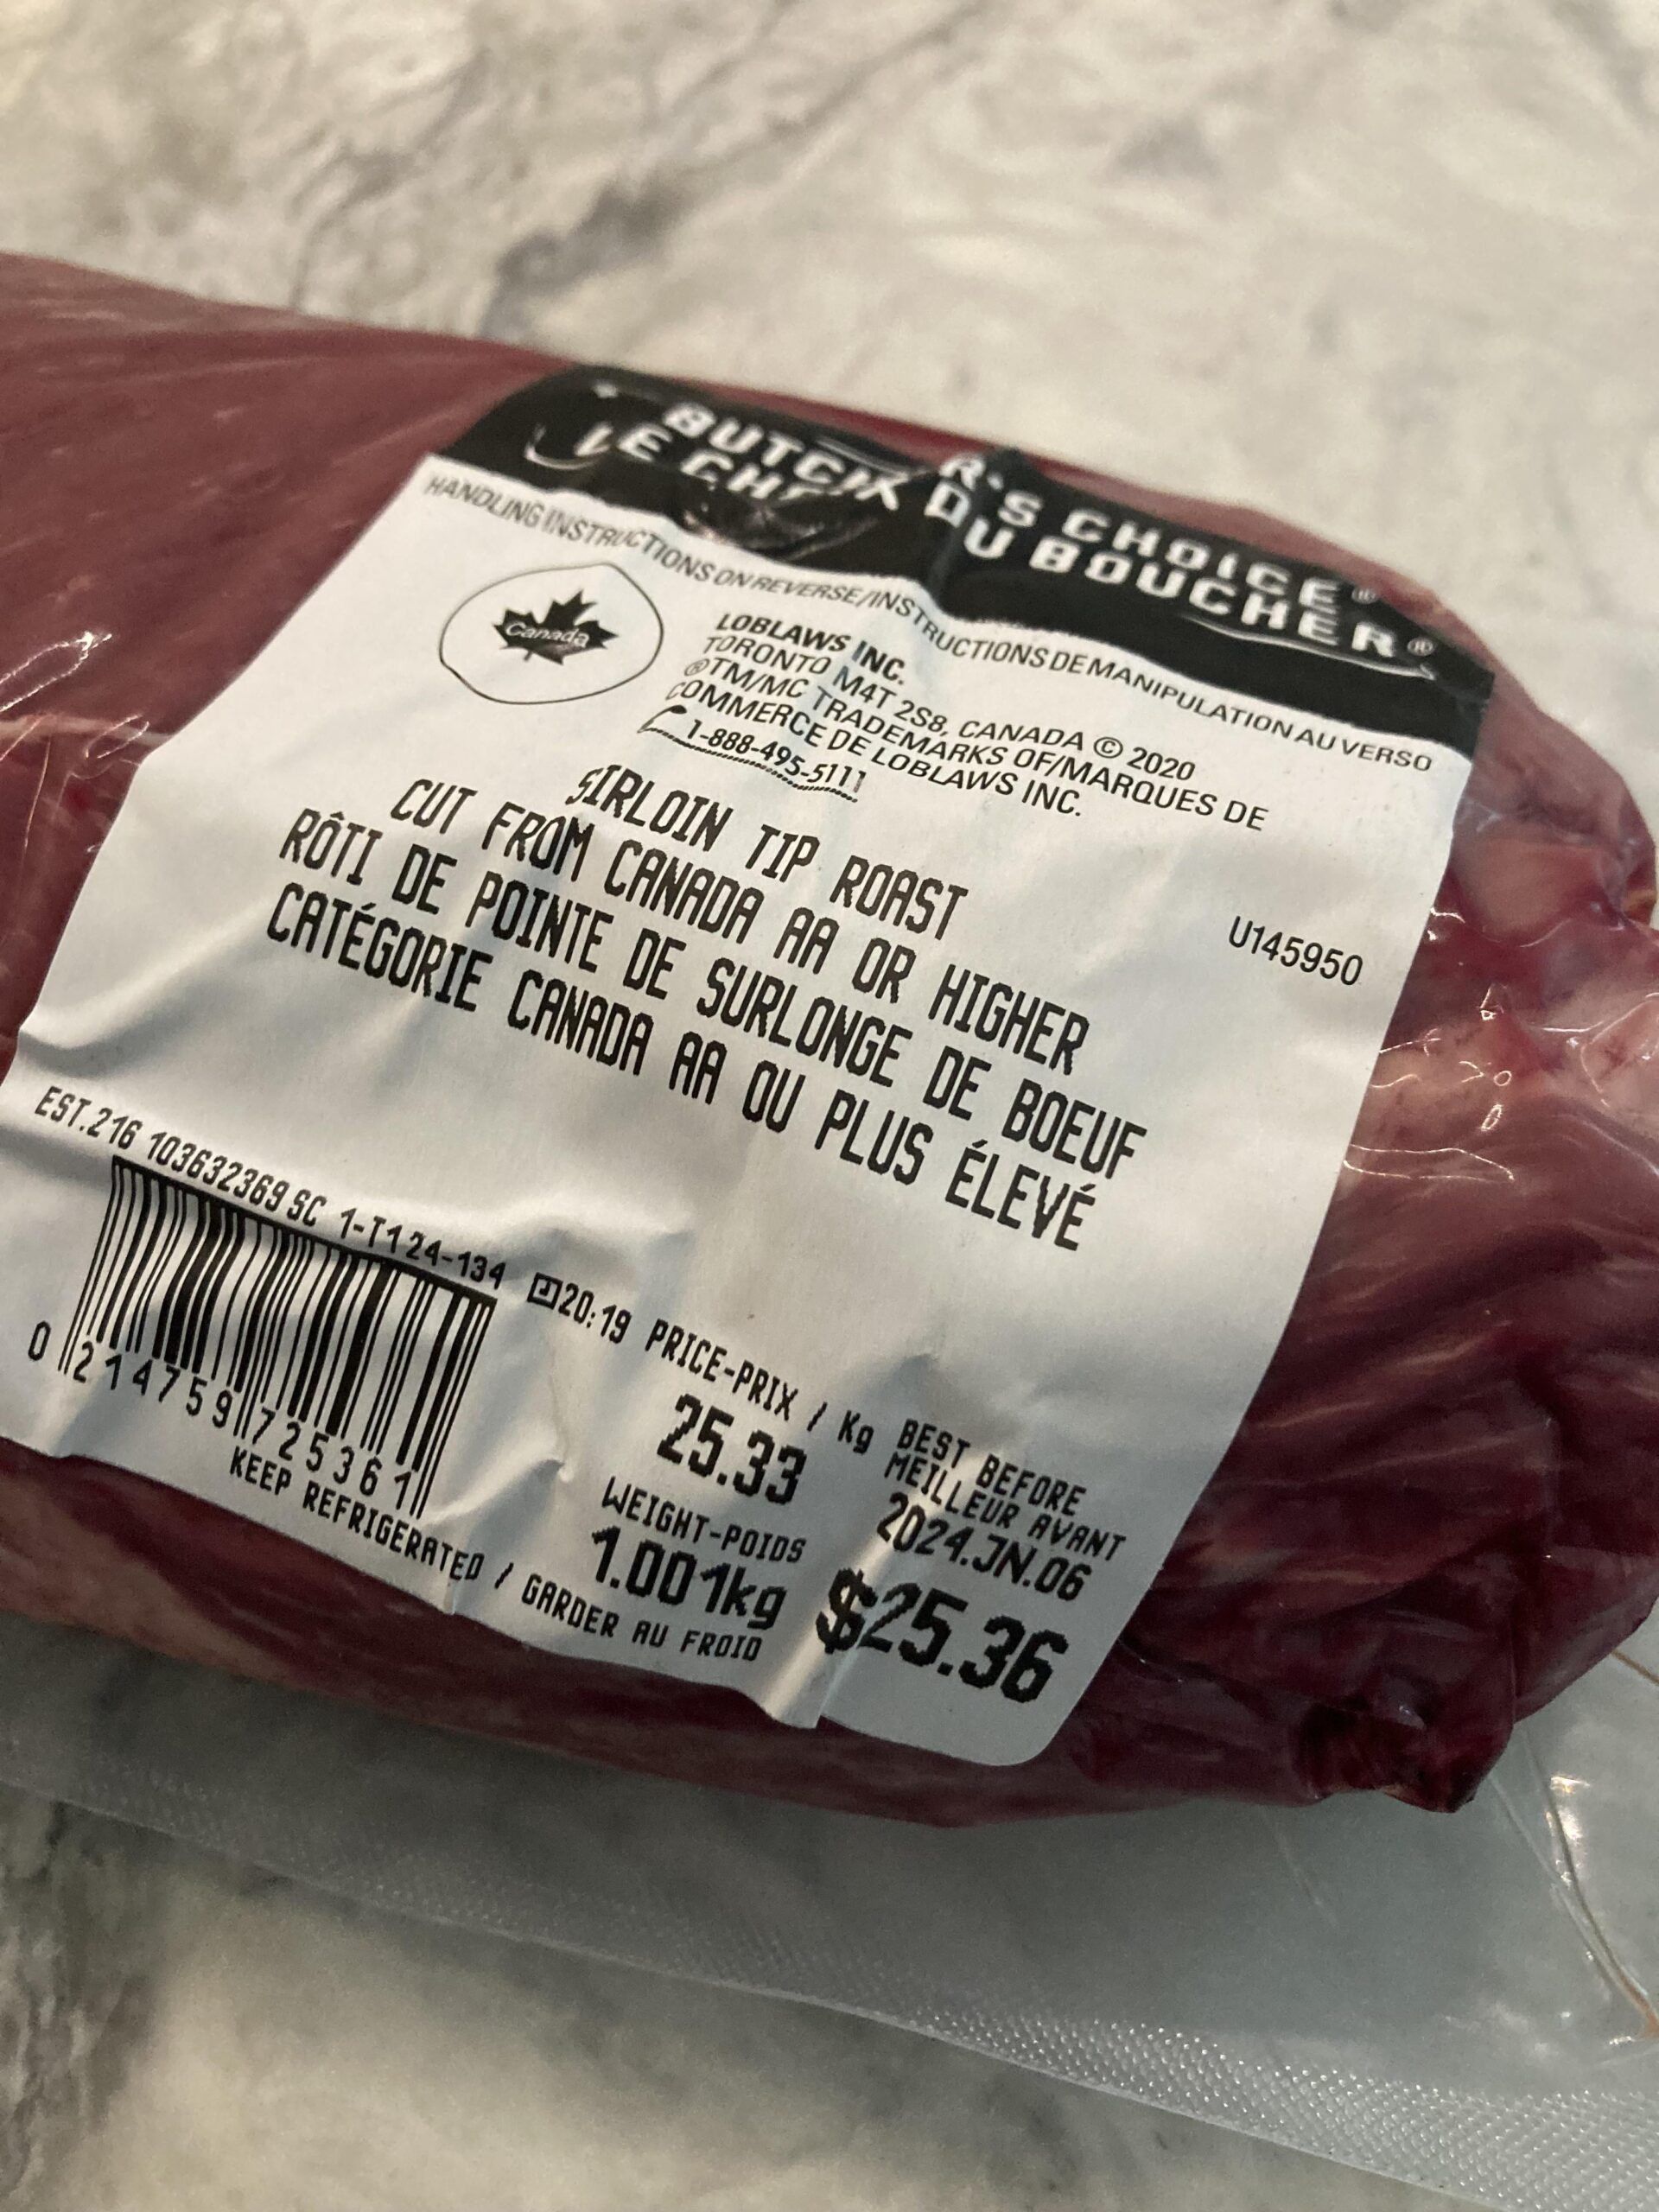 BUTCHER'S CHOICE®
LE CHOIX DU BOUCHER®
HANDLING INSTRUCTIONS ON REVERSE/INSTRUCTIONS DE MANIPULATION AU VERSO
Canada
LOBLAWS INC.
TORONTO M4T 2S8, CANADA © 2020
®TM/MC TRADEMARKS OF/MARQUES DE
COMMERCE DE LOBLAWS INC.
1-888-495-5111
SIRLOIN TIP ROAST
U145950
CUT FROM CANADA AA OR HIGHER
RÔTI DE POINTE DE SURLONGE DE BOEUF
CATÉGORIE CANADA AA OU PLUS ÉLEVÉ
EST.216 103632369 SC 1-T124-134 20:19 PRICE-PRIX / Kg
25.33
BEST BEFORE
MEILLEUR AVANT
2024.JN.06
WEIGHT-POIDS
1.001kg
$25.36
0 214759 725361
KEEP REFRIGERATED / GARDER AU FROID